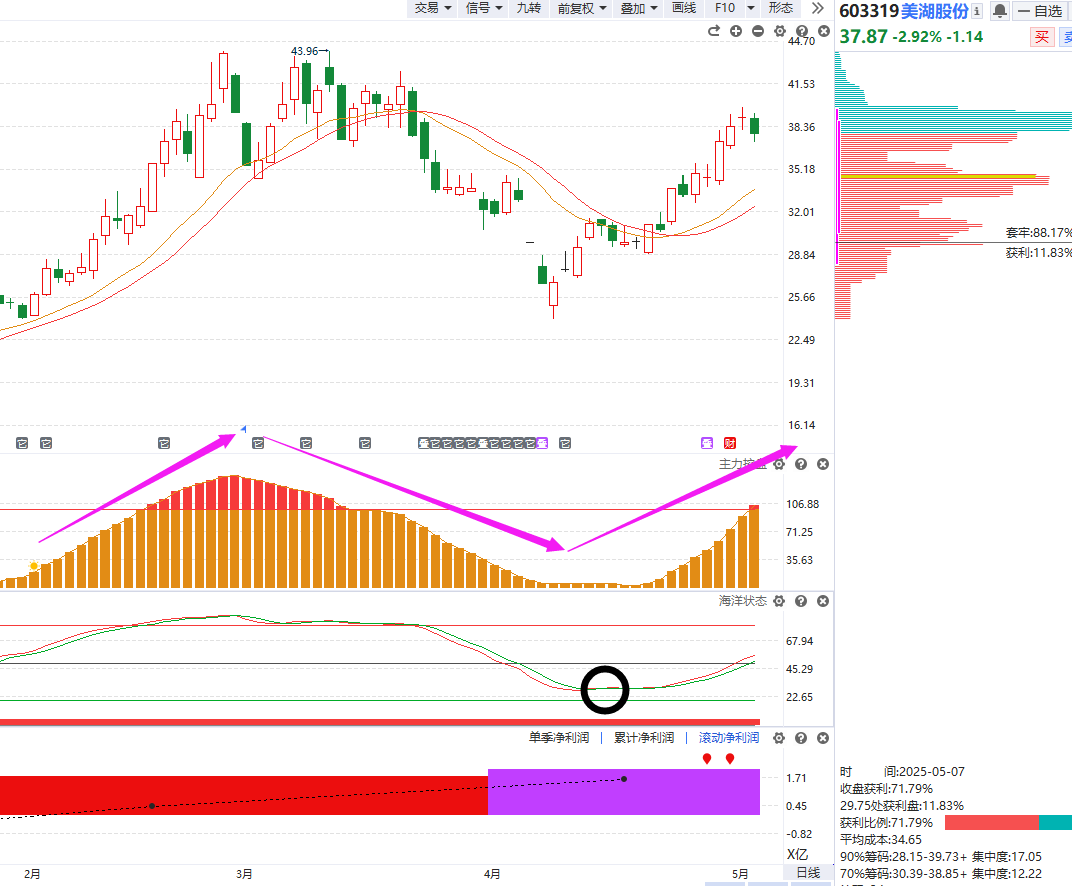 交易 信号 九转 前复权 叠加 画线 F10 形态
603319 美湖股份 自选
37.87 -2.92% -1.14 买 卖
43.96
44.70
41.53
38.36
35.18
32.01
28.84
25.66
22.49
19.31
16.14
财
主力控盘
106.88
71.25
35.63
海洋状态
67.94
45.29
22.65
单季净利润 | 累计净利润 | 滚动净利润
1.71
0.45
-0.82
X亿
2月 3月 4月 5月 日线
套牢:88.17%
获利:11.83%
时 间:2025-05-07
收盘获利:71.79%
29.75处获利盘:11.83%
获利比例:71.79%
平均成本:34.65
90%筹码:28.15-39.73+ 集中度:17.05
70%筹码:30.39-38.85+ 集中度:12.22